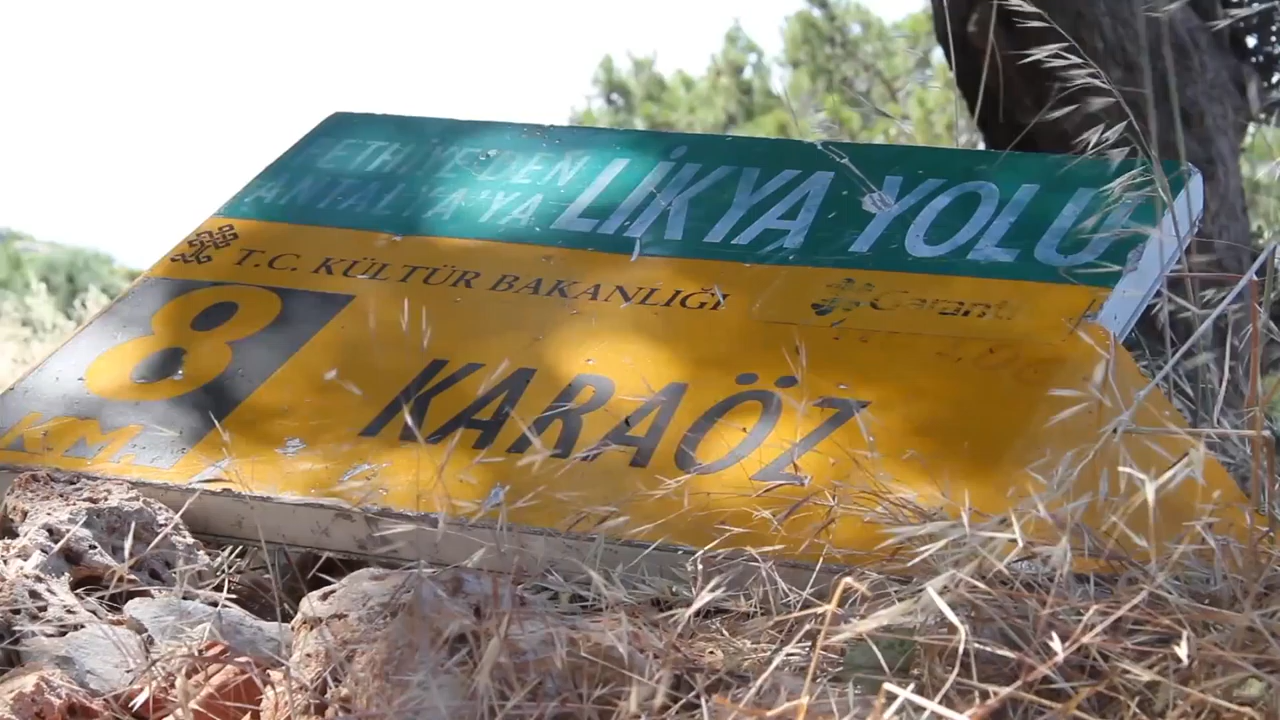 FETHİYE'DEN
ANTALYA'YA
LİKYA YOLU
T.C. KÜLTÜR BAKANLIĞI
Garanti
8
KM.
KARAÖZ